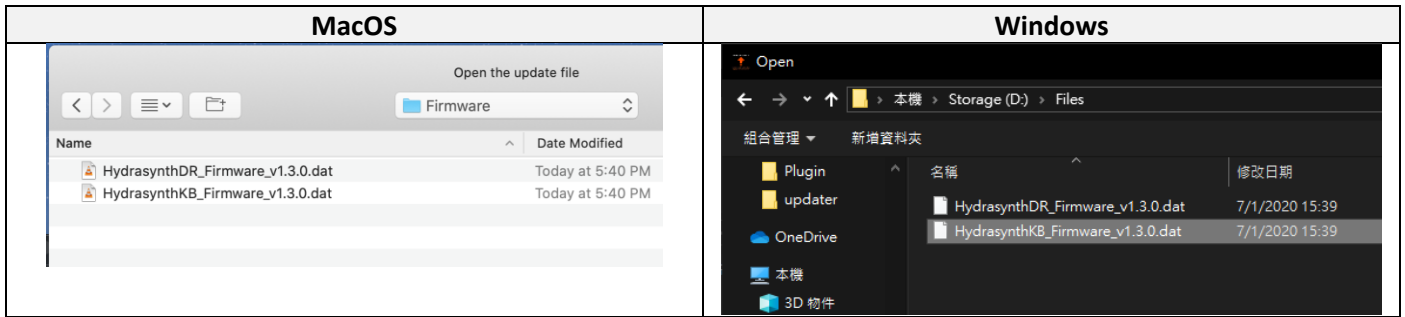 MacOS
Windows
Open the update file
Firmware
Name
Date Modified
HydrasynthDR_Firmware_v1.3.0.dat
Today at 5:40 PM
HydrasynthKB_Firmware_v1.3.0.dat
Today at 5:40 PM
Open
本機 › Storage (D:) › Files
組合管理
新增資料夾
Plugin
updater
OneDrive
本機
3D 物件
名稱
修改日期
HydrasynthDR_Firmware_v1.3.0.dat
7/1/2020 15:39
HydrasynthKB_Firmware_v1.3.0.dat
7/1/2020 15:39